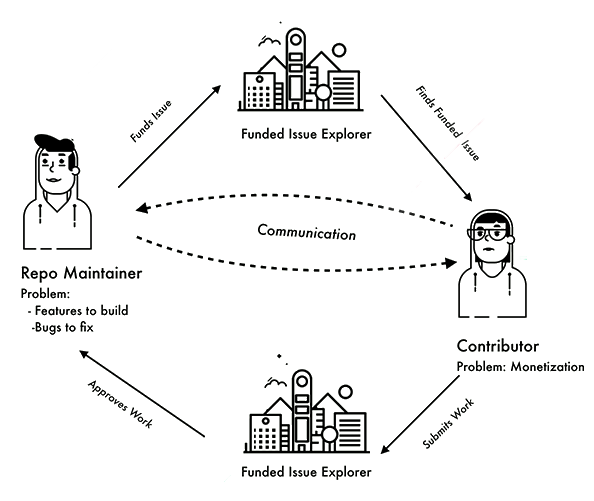 Funded Issue Explorer
Funds Issue
Finds Funded Issue
Communication
Repo Maintainer
Problem:
- Features to build
-Bugs to fix
Contributor
Problem: Monetization
Approves Work
Submits Work
Funded Issue Explorer